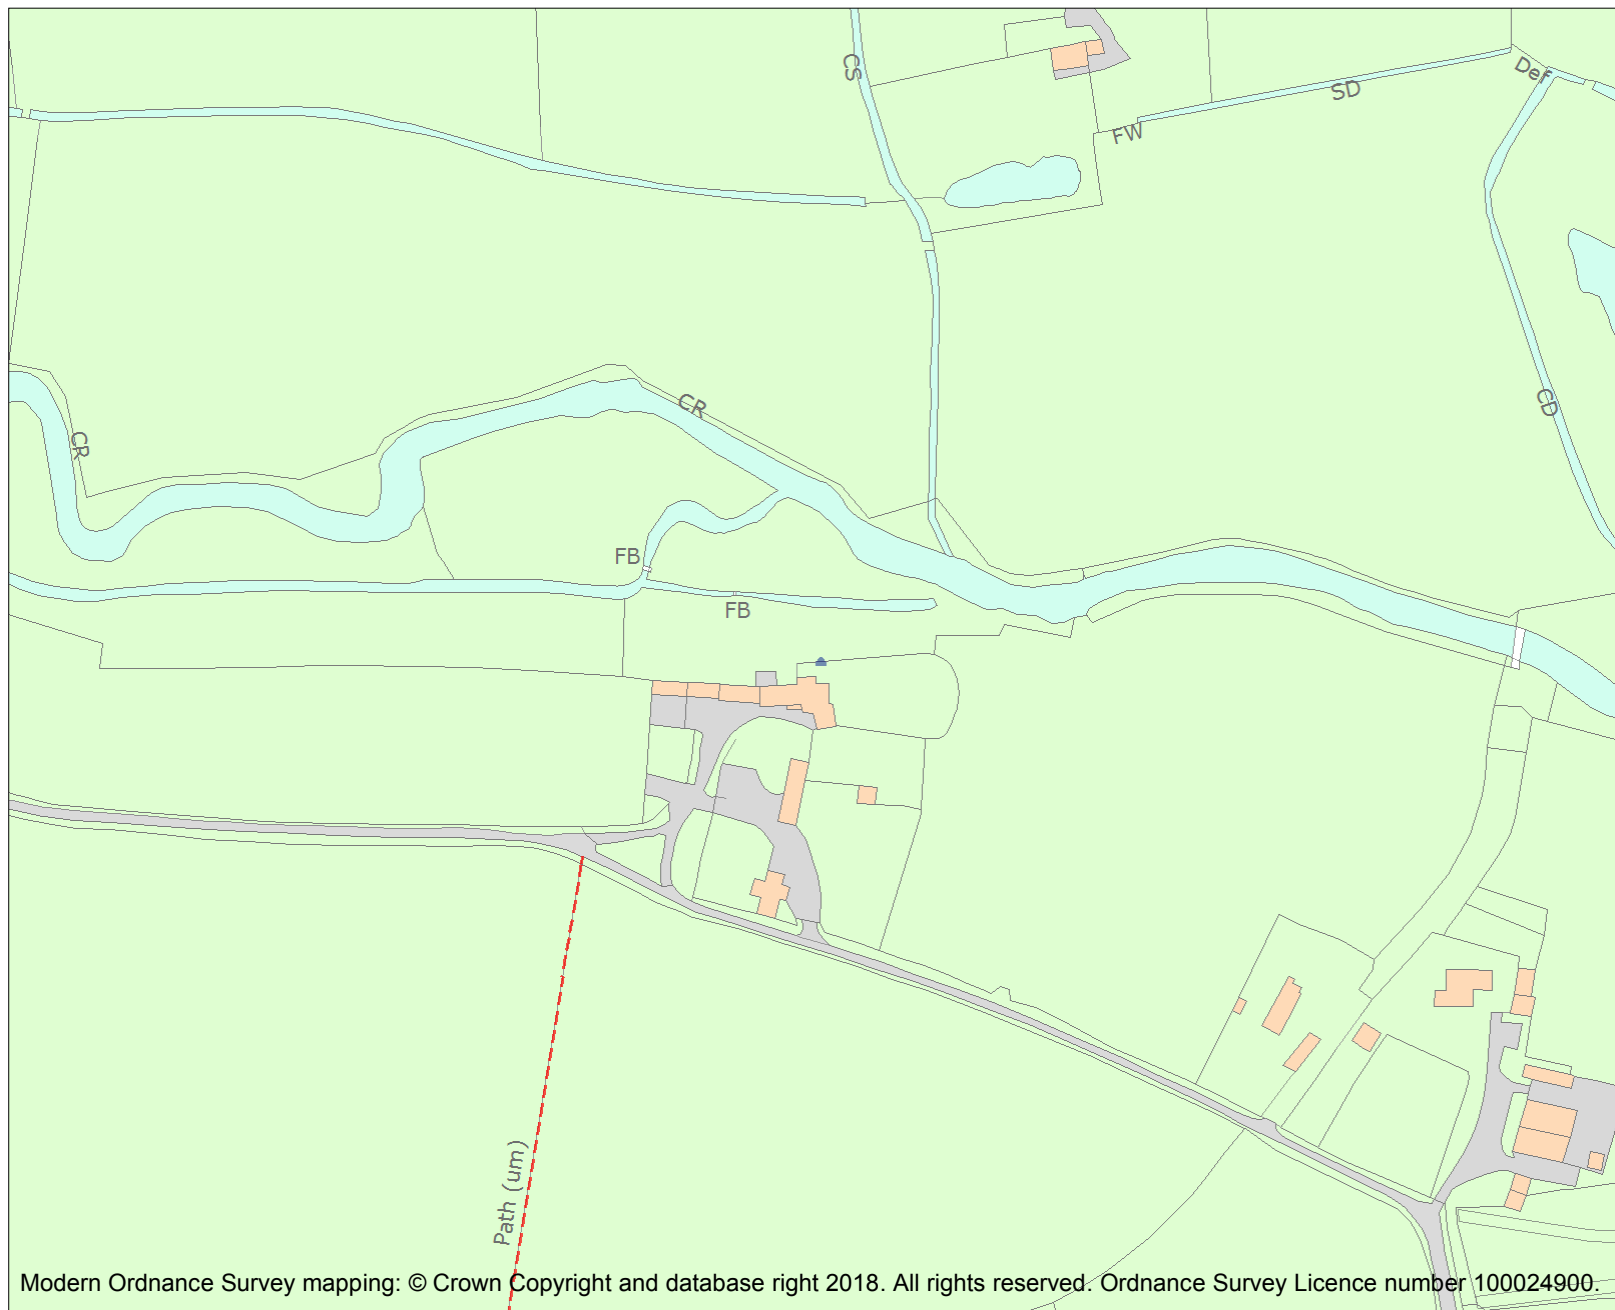 CS
Def
SD
FW
CR
CD
CR
FB
FB
Path (um)
Modern Ordnance Survey mapping: © Crown Copyright and database right 2018. All rights reserved. Ordnance Survey Licence number 100024900.